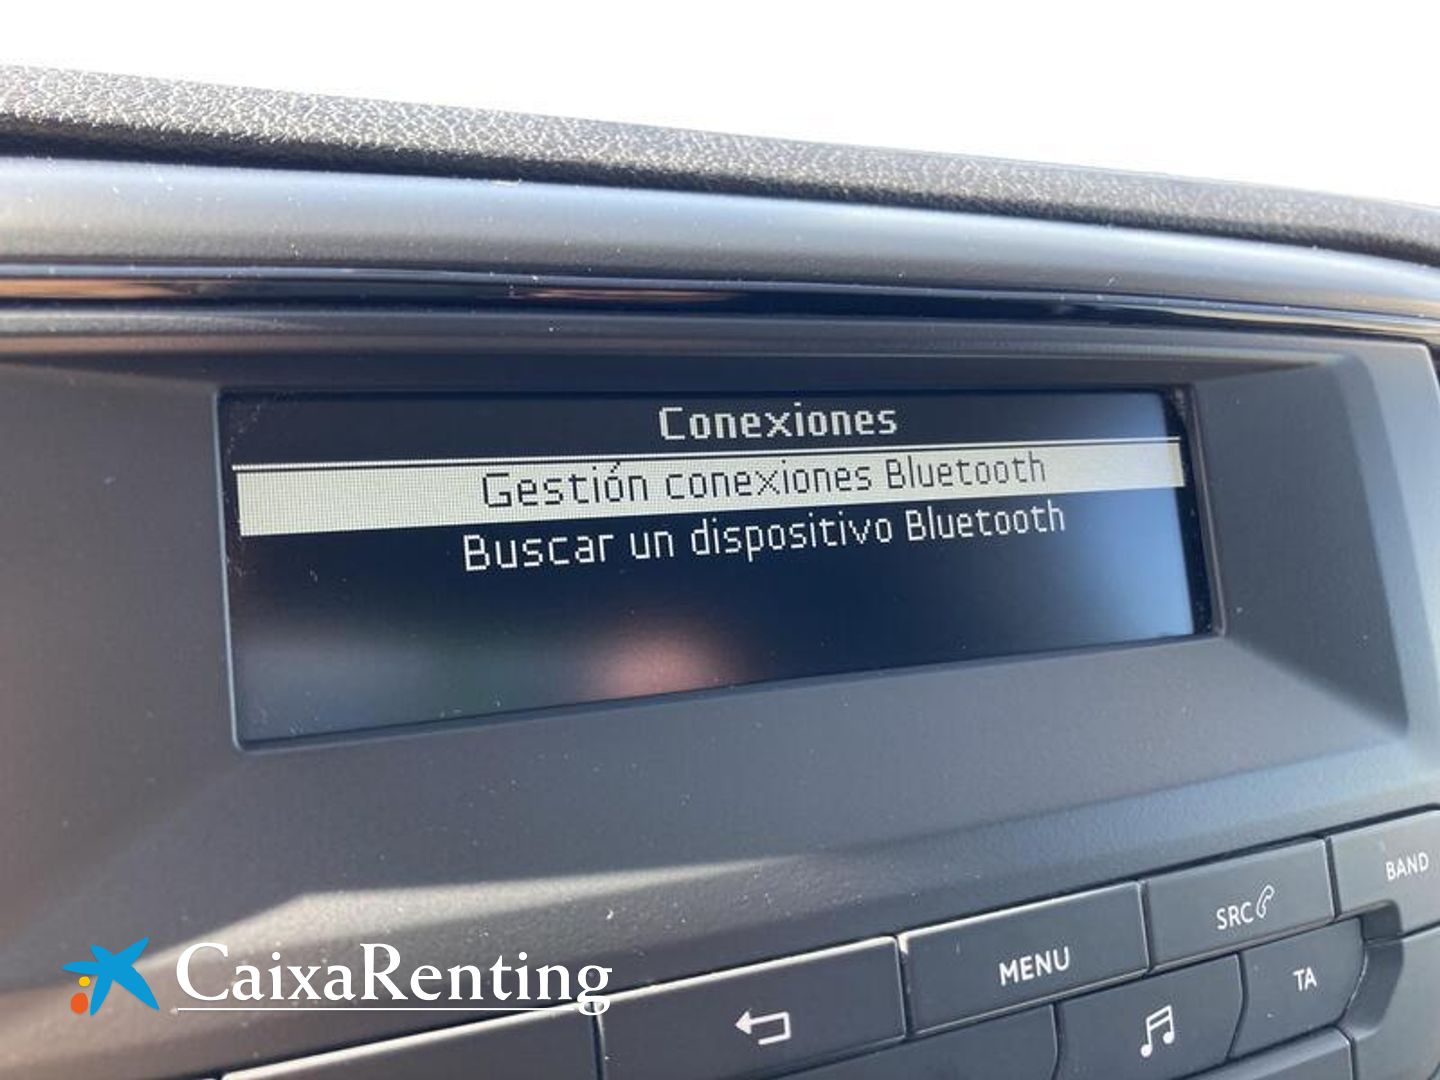 Conexiones
Gestión conexiones Bluetooth
Buscar un dispositivo Bluetooth
BAND
SRC
MENU
TA
CaixaRenting